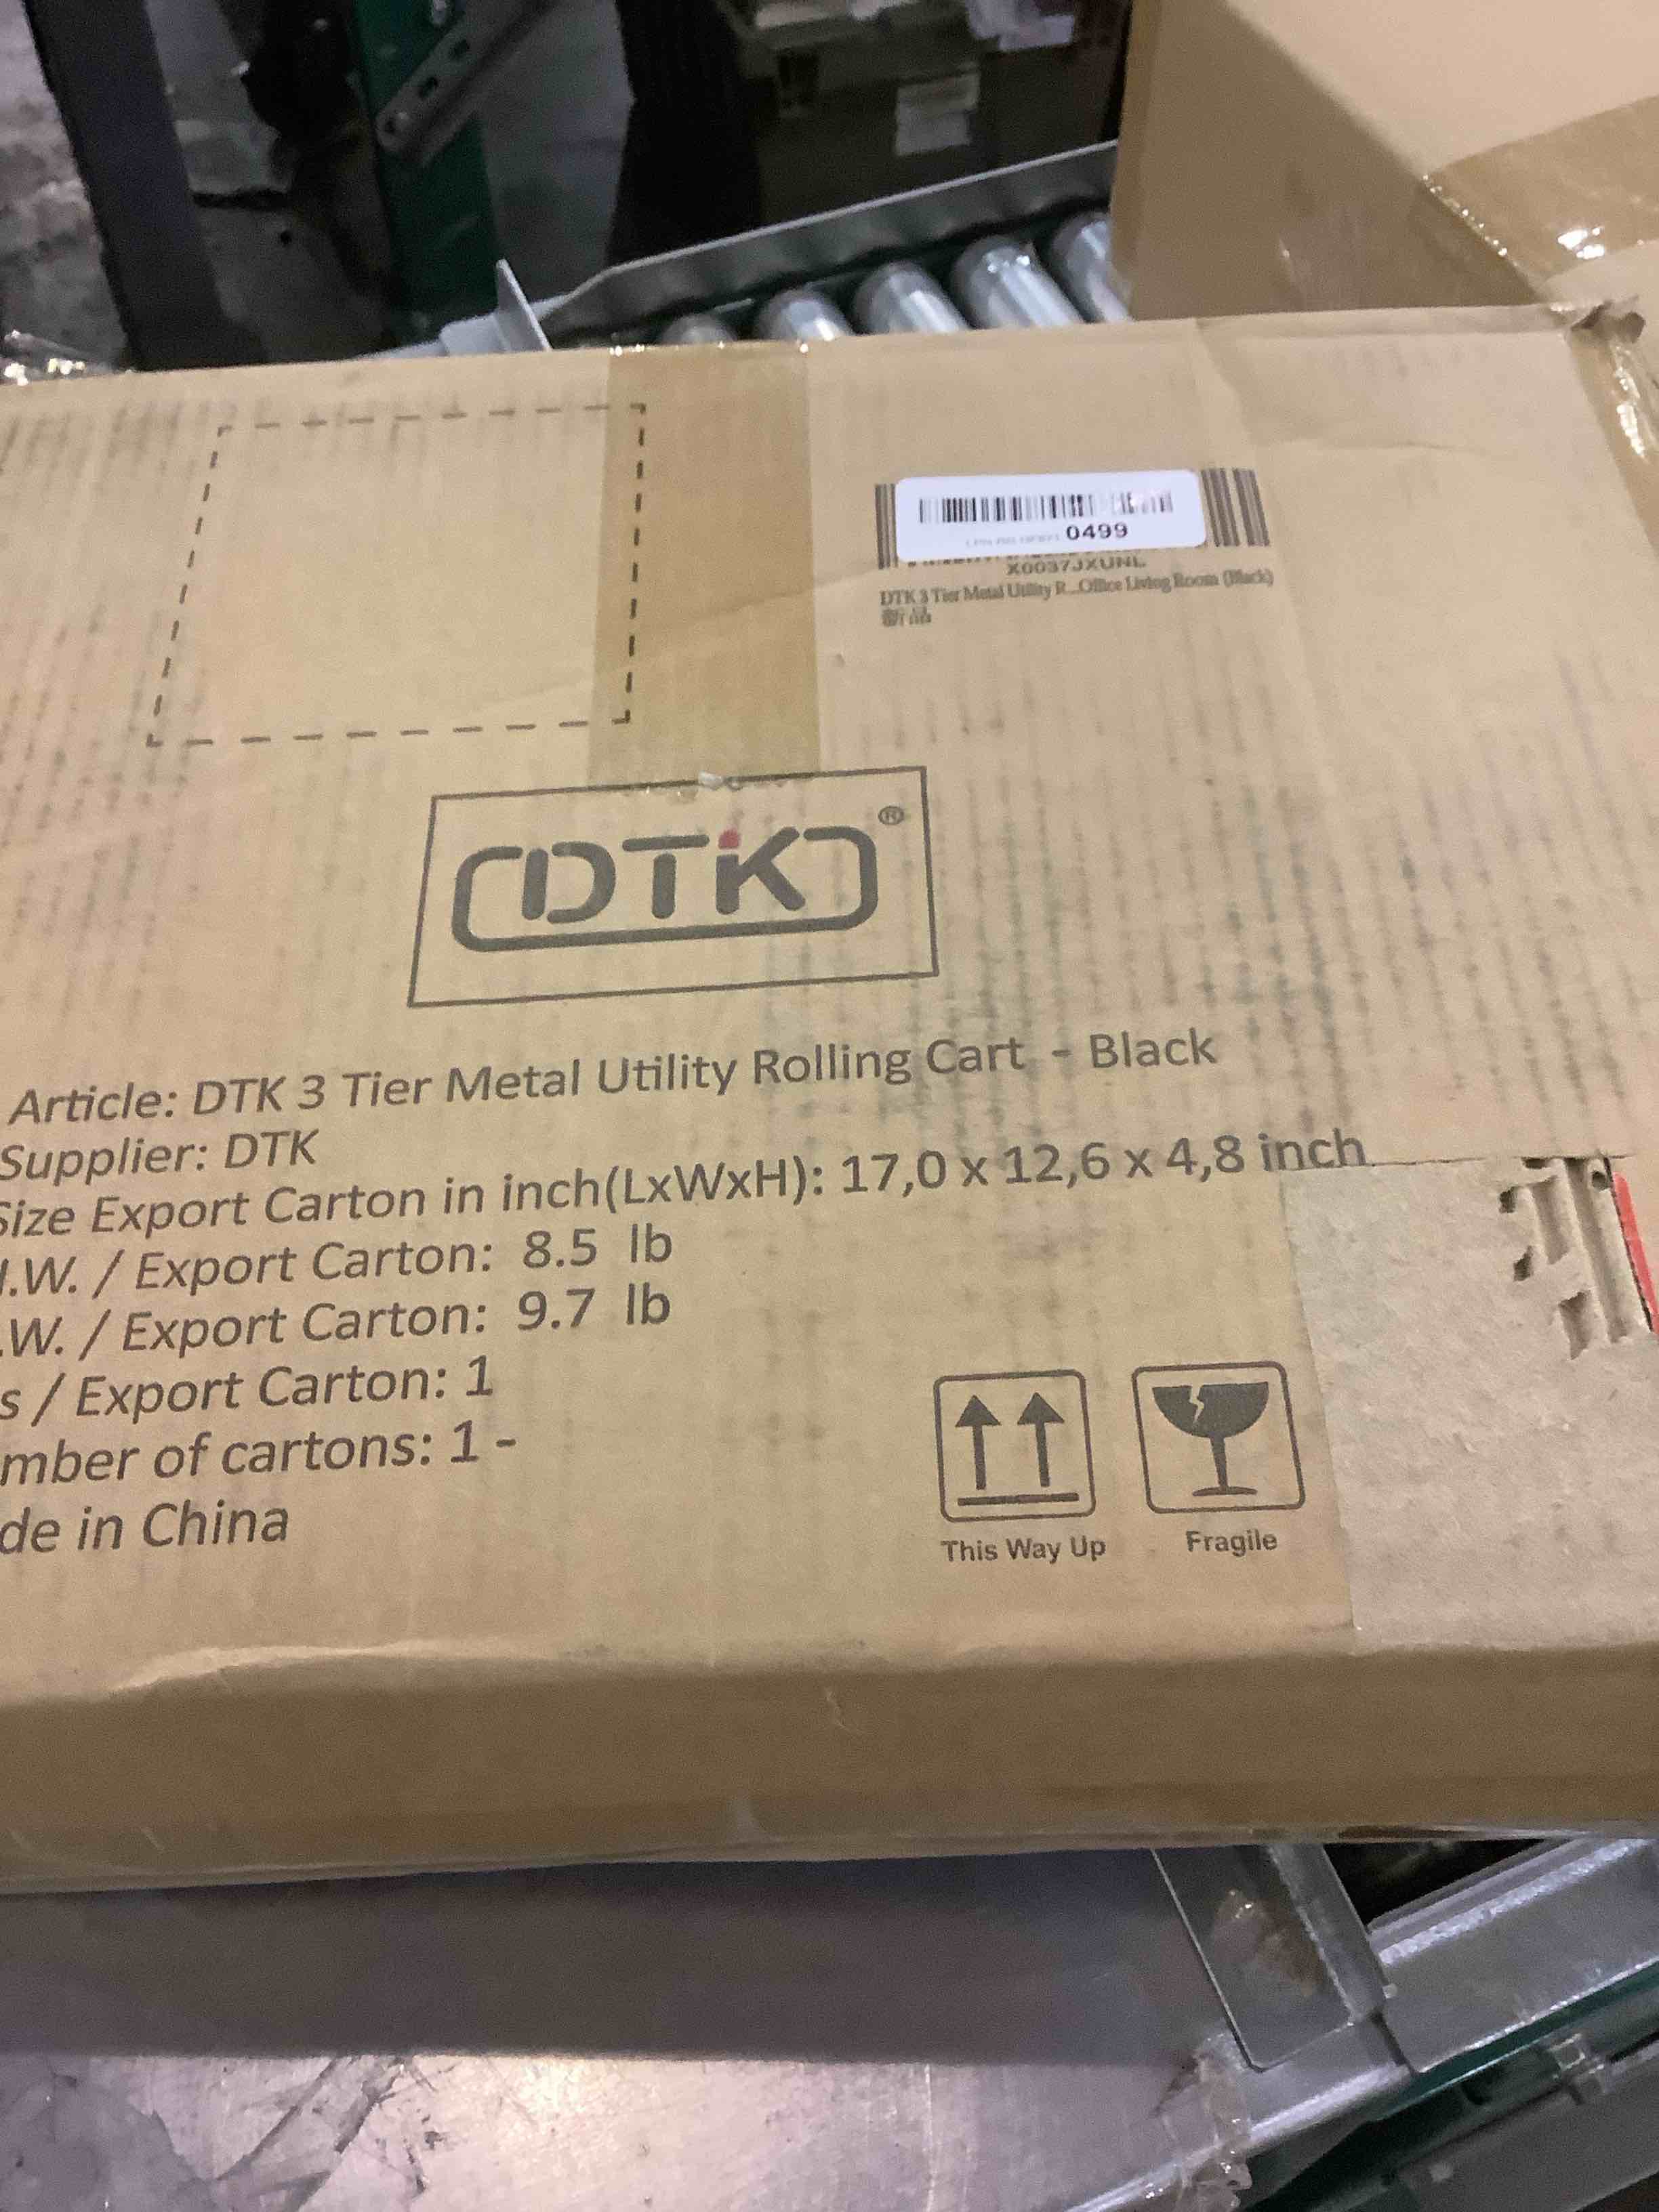 0499
X0037JXUNL
DTK 3 Tier Metal Utility R...Office Living Room (Black)
新品
DTK®
Article: DTK 3 Tier Metal Utility Rolling Cart - Black
Supplier: DTK
Size Export Carton in inch(LxWxH): 17,0 x 12,6 x 4,8 inch
.W. / Export Carton: 8.5 lb
.W. / Export Carton: 9.7 lb
s / Export Carton: 1
mber of cartons: 1 -
de in China
This Way Up
Fragile